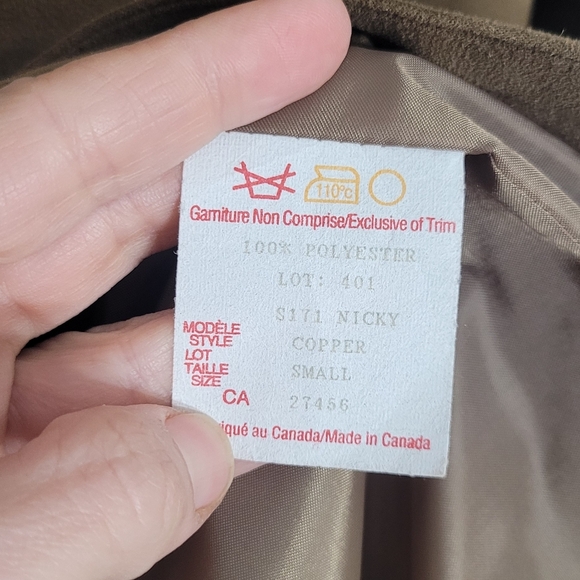 110°C
Garniture Non Comprise/Exclusive of Trim
100% POLYESTER
LOT: 401
S171 NICKY
MODÈLE
STYLE
COPPER
LOT
TAILLE
SMALL
SIZE
CA 27456
iqué au Canada/Made in Canada